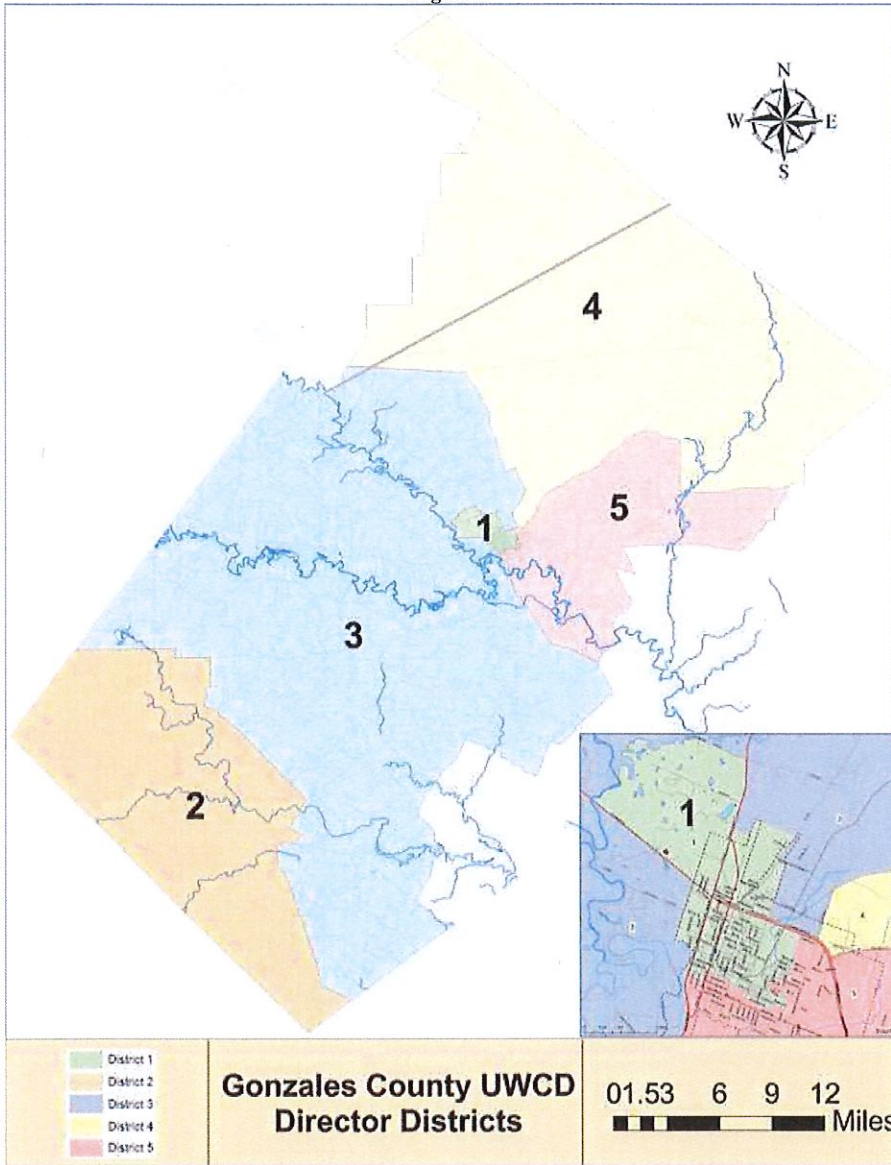 N
W E
S
4
5
1
3
2
1
District 1
District 2
District 3
District 4
District 5
Gonzales County UWCD
Director Districts
01.53 6 9 12
Miles